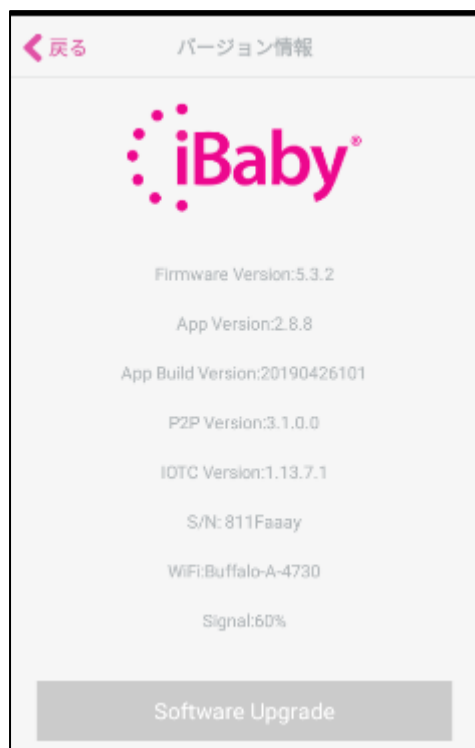 戻る バージョン情報
iBaby®
Firmware Version:5.3.2
App Version:2.8.8
App Build Version:20190426101
P2P Version:3.1.0.0
IOTC Version:1.13.7.1
S/N: 811Faaay
WiFi:Buffalo-A-4730
Signal:60%
Software Upgrade